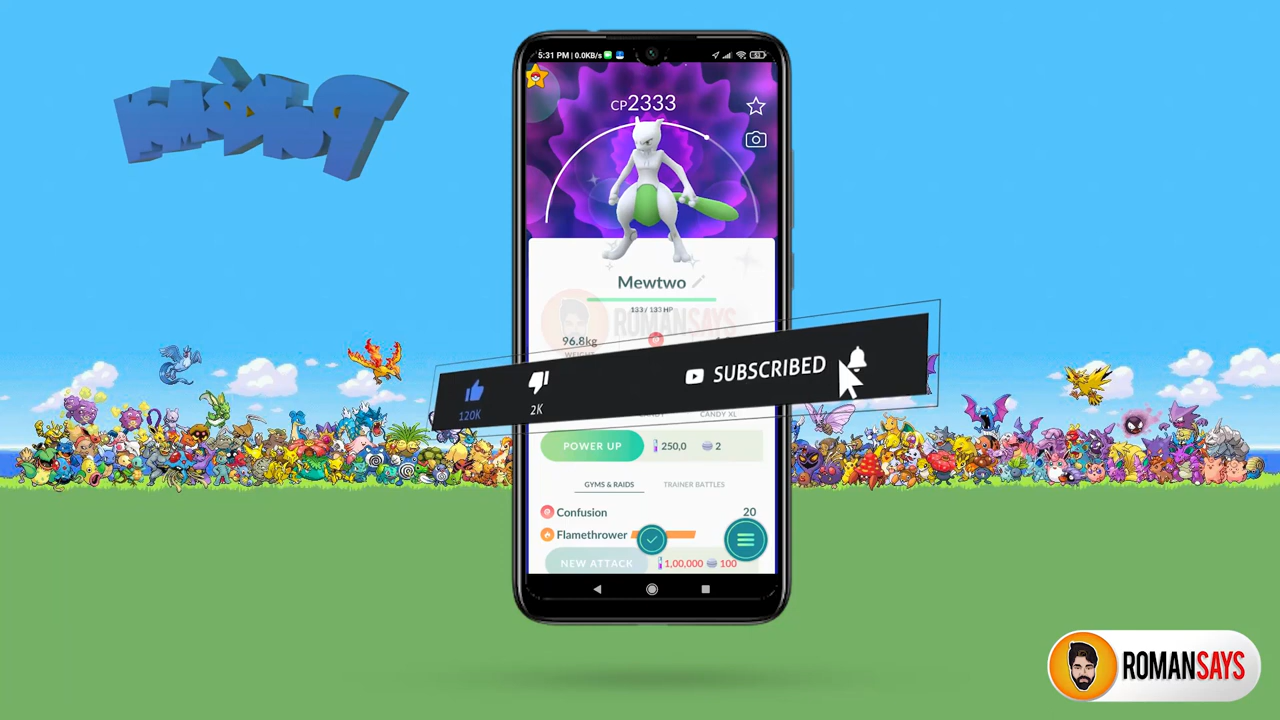 5:31 PM | 0.0KB/s
CP2333
Mewtwo
133 / 133 HP
ROMANSAYS
96.8kg
WEIGHT
120K
2K
SUBSCRIBED
CANDY XL
POWER UP
250,0
2
GYMS & RAIDS
TRAINER BATTLES
Confusion
20
Flamethrower
NEW ATTACK
1,00,000
100
ROMANSAYS